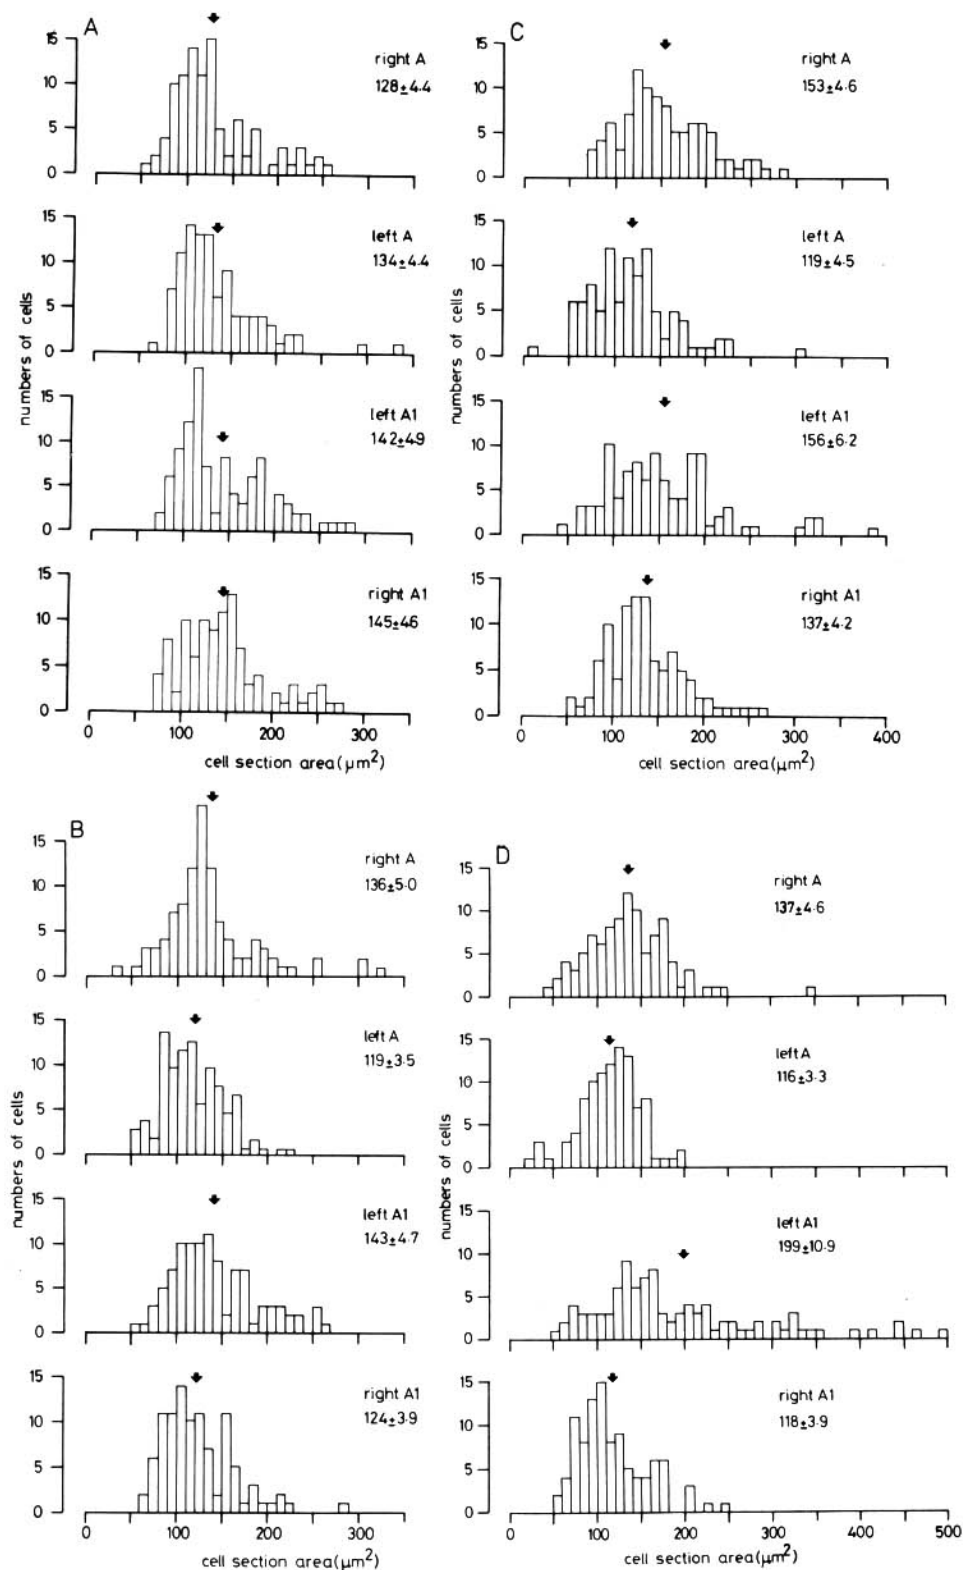 A
15
10
5
0
right A
128±4.4
15
10
5
0
left A
134±4.4
15
10
5
0
left A1
142±4.9
15
10
5
0
right A1
145±46
numbers of cells
0 100 200 300
cell section area(μm²)
C
15
10
5
0
right A
153±4.6
15
10
5
0
left A
119±4.5
15
10
5
0
left A1
156±6.2
15
10
5
0
right A1
137±4.2
0 100 200 300 400
cell section area(μm²)
B
15
10
5
0
right A
136±5.0
15
10
5
0
left A
119±3.5
15
10
5
0
left A1
143±4.7
15
10
5
0
right A1
124±3.9
numbers of cells
0 100 200 300
cell section area(μm²)
D
15
10
5
0
right A
137±4.6
15
10
5
0
left A
116±3.3
15
10
5
0
left A1
199±10.9
15
10
5
0
right A1
118±3.9
numbers of cells
0 100 200 300 400 500
cell section area(μm²)